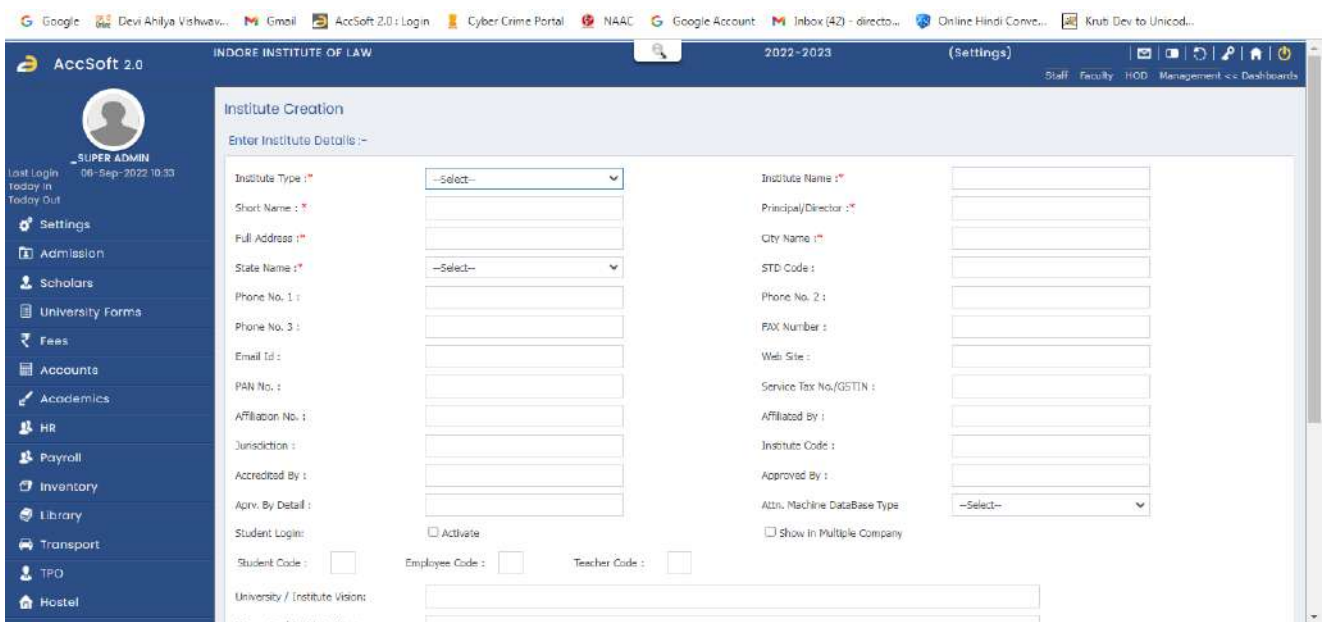 Google Devi Ahilya Vishwav... Gmail AccSoft 2.0 : Login Cyber Crime Portal NAAC Google Account Inbox (42) - directo... Online Hindi Conve... Kruti Dev to Unicod...
AccSoft 2.0 INDORE INSTITUTE OF LAW 2022-2023 (Settings)
Staff Faculty HOD Management << Dashboards
_SUPER ADMIN
Last Login 06-Sep-2022 10:33
Today In
Today Out
Settings
Admission
Scholars
University Forms
Fees
Accounts
Academics
HR
Payroll
Inventory
Library
Transport
TPO
Hostel
Institute Creation
Enter Institute Details :-
Institute Type :* --Select-- Institute Name :*
Short Name : * Principal/Director :*
Full Address :* City Name :*
State Name :* --Select-- STD Code :
Phone No. 1 : Phone No. 2 :
Phone No. 3 : FAX Number :
Email Id : Web Site :
PAN No. : Service Tax No./GSTIN :
Affiliation No. : Affiliated By :
Jurisdiction : Institute Code :
Accredited By : Approved By :
Aprv. By Detail : Attn. Machine DataBase Type --Select--
Student Login: Activate Show in Multiple Company
Student Code : Employee Code : Teacher Code :
University / Institute Vision: